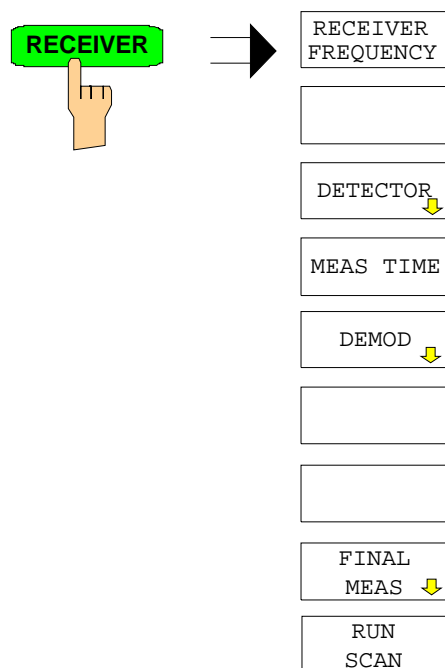 RECEIVER
RECEIVER
FREQUENCY
DETECTOR
MEAS TIME
DEMOD
FINAL
MEAS
RUN
SCAN